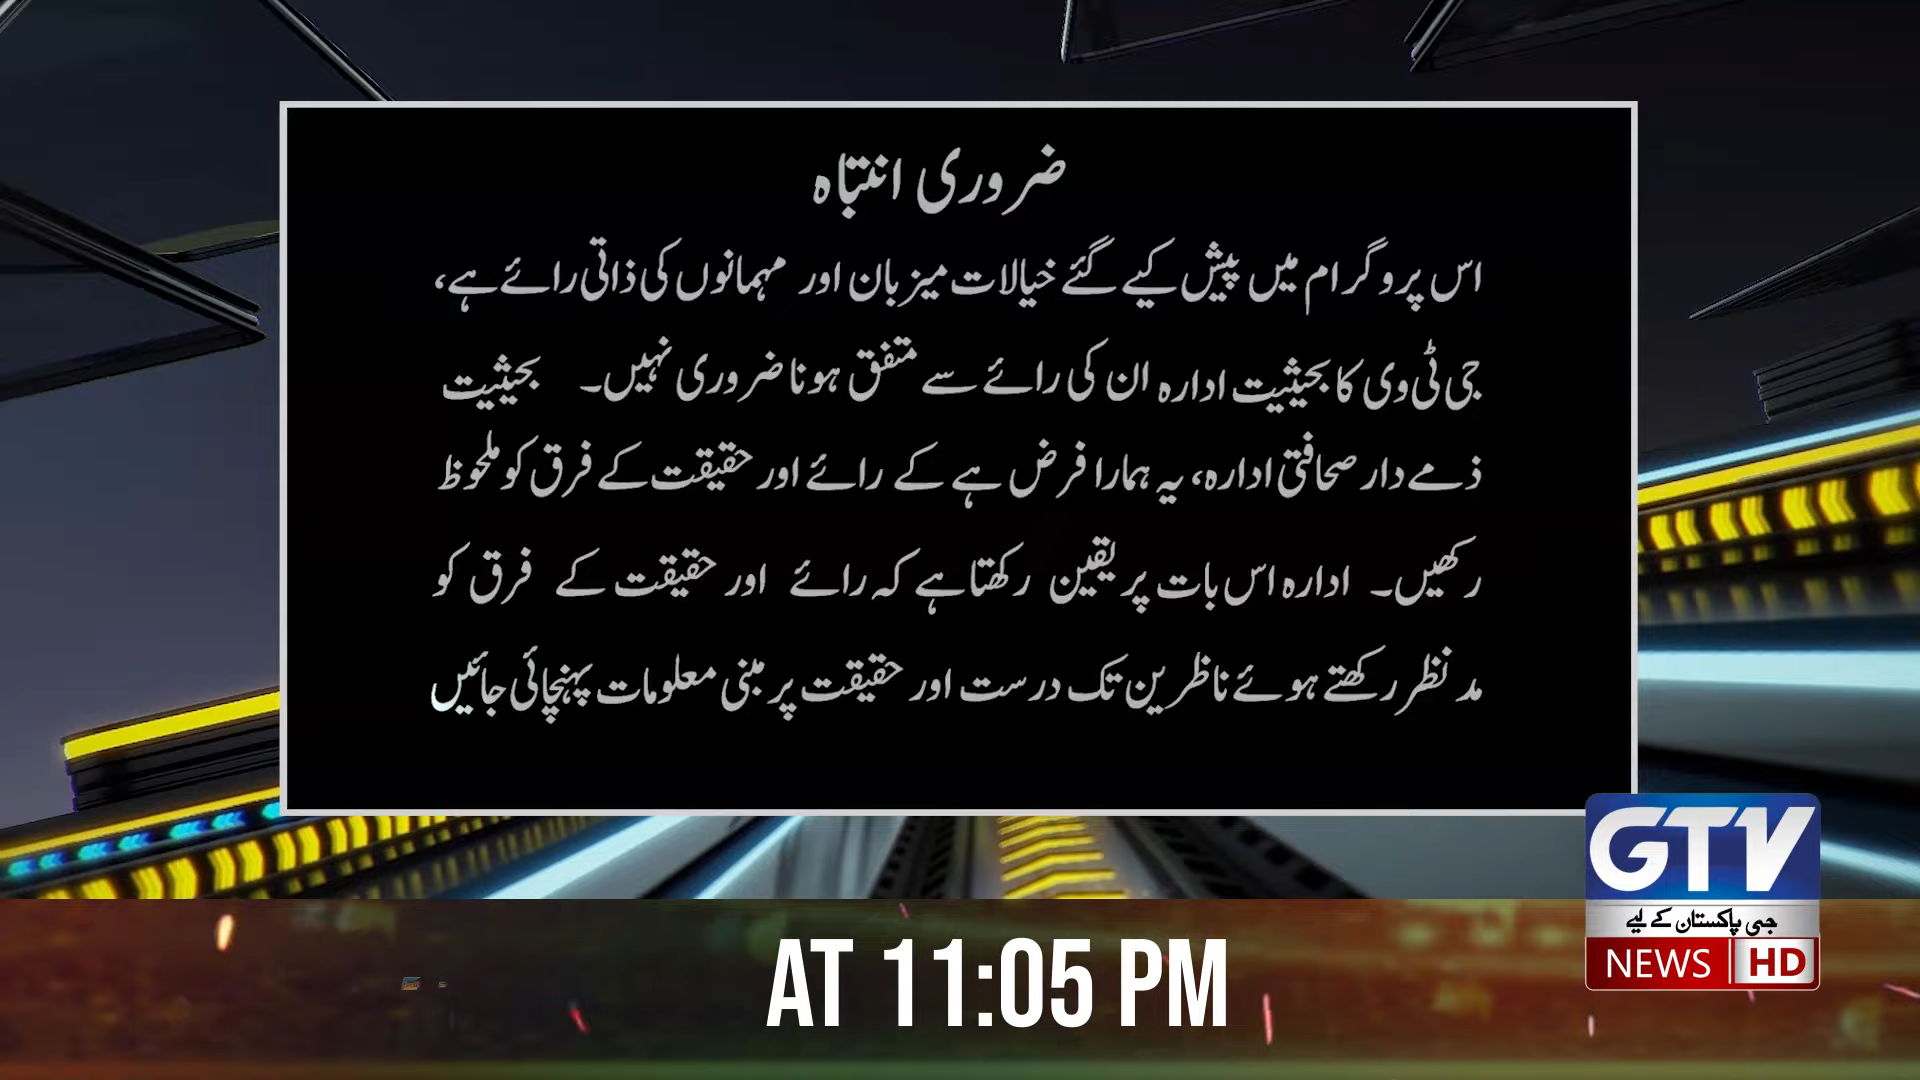 ضروری انتباہ
اس پروگرام میں پیش کیے گئے خیالات میزبان اور مہمانوں کی ذاتی رائے ہے،
جی ٹی وی کا بحیثیت ادارہ ان کی رائے سے متفق ہونا ضروری نہیں۔ بحیثیت
ذمے دار صحافتی ادارہ، یہ ہمارا فرض ہے کے رائے اور حقیقت کے فرق کو ملحوظ
رکھیں۔ ادارہ اس بات پر یقین رکھتا ہے کہ رائے اور حقیقت کے فرق کو
مد نظر رکھتے ہوئے ناظرین تک درست اور حقیقت پر مبنی معلومات پہنچائی جائیں
GTV
جی پاکستان کے لیے
NEWS HD
AT 11:05 PM